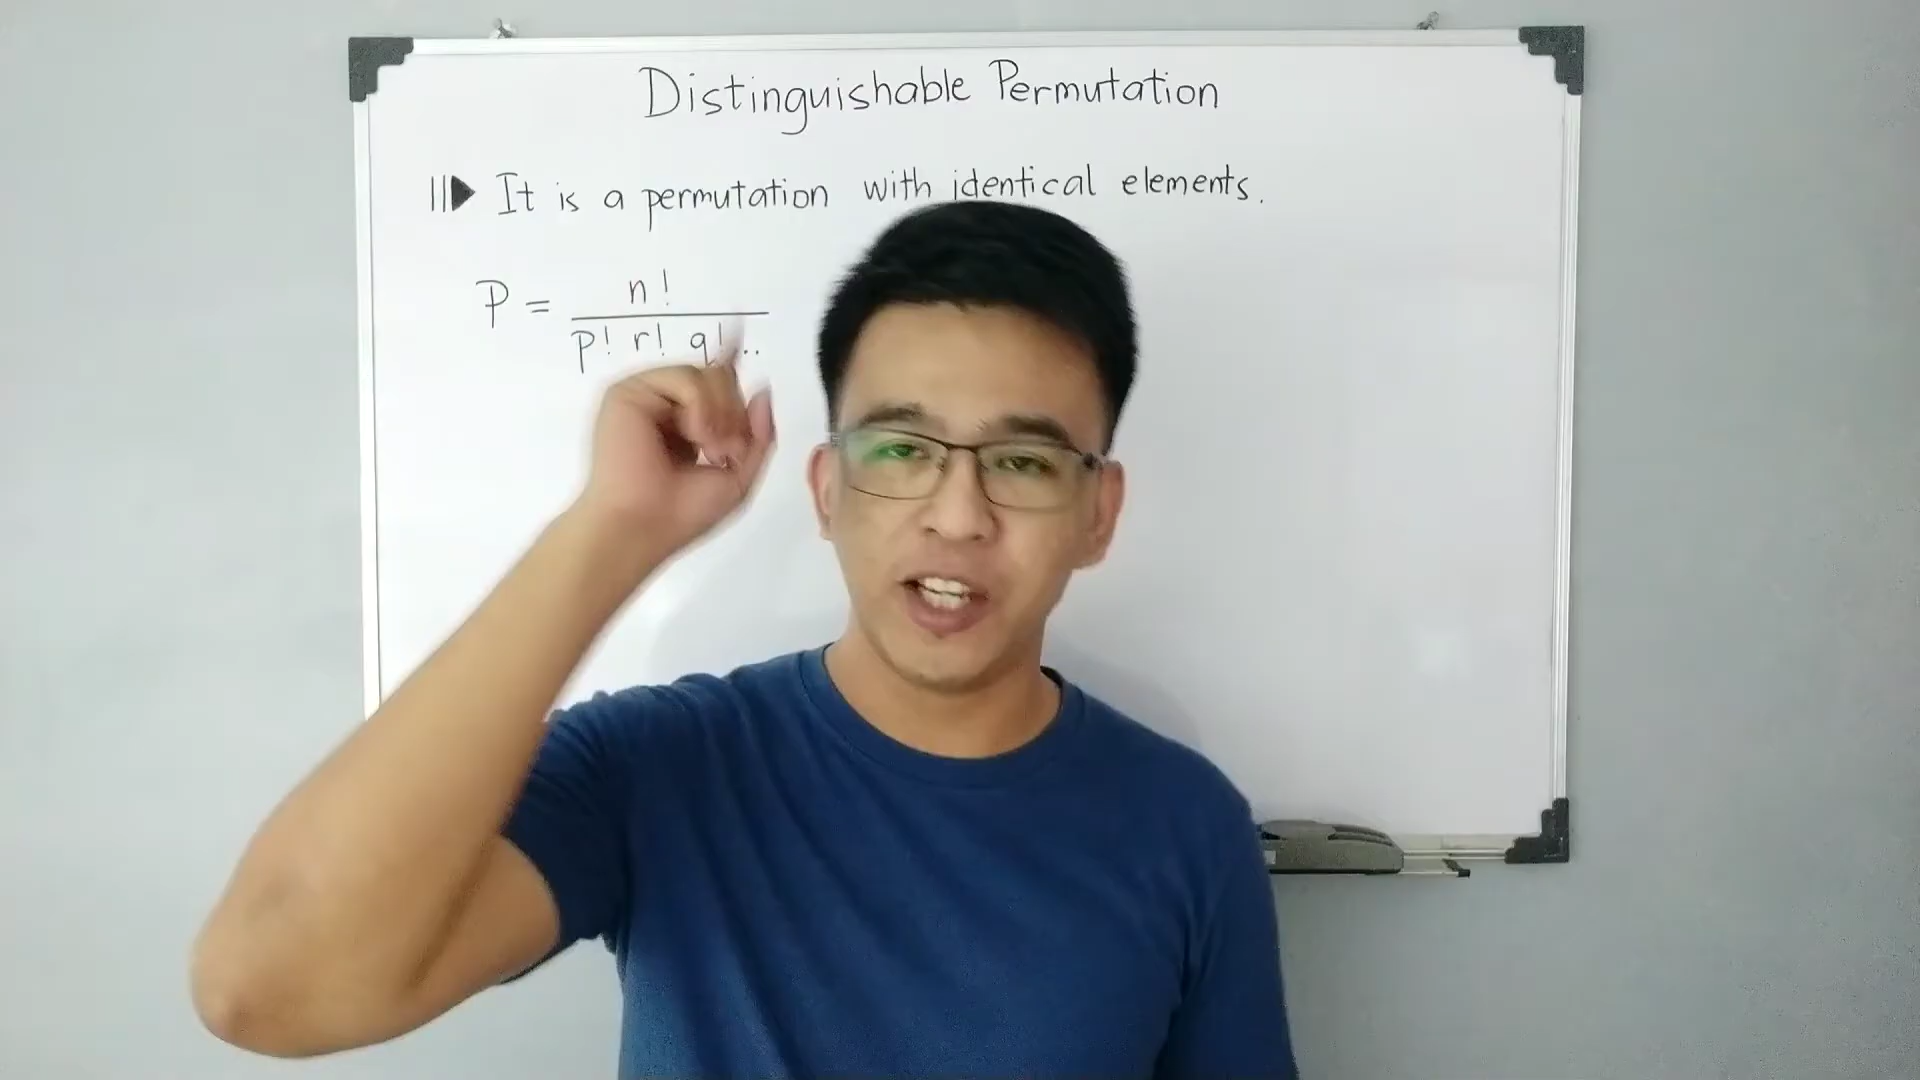 Distinguishable Permutation
It is a permutation with identical elements.
P = n!
p! r! q!...